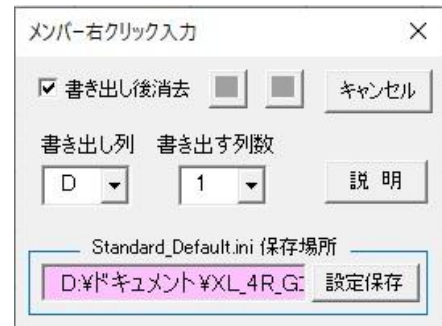 メンバー右クリック入力
書き出し後消去 キャンセル
書き出し列 書き出す列数
D 1 説 明
Standard_Default.ini 保存場所
D:¥ドキュメント¥XL_4R_G 設定保存